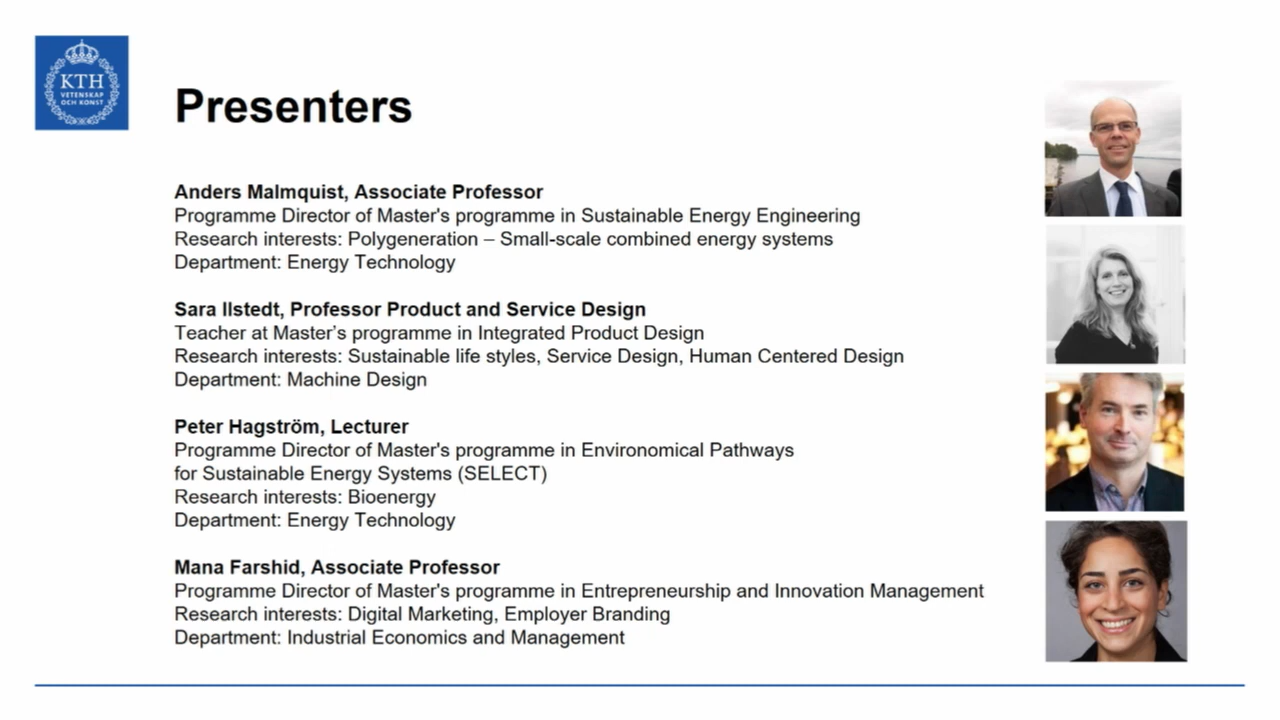 KTH
VETENSKAP
OCH KONST
Presenters
Anders Malmquist, Associate Professor
Programme Director of Master's programme in Sustainable Energy Engineering
Research interests: Polygeneration – Small-scale combined energy systems
Department: Energy Technology
Sara Ilstedt, Professor Product and Service Design
Teacher at Master’s programme in Integrated Product Design
Research interests: Sustainable life styles, Service Design, Human Centered Design
Department: Machine Design
Peter Hagström, Lecturer
Programme Director of Master's programme in Environomical Pathways
for Sustainable Energy Systems (SELECT)
Research interests: Bioenergy
Department: Energy Technology
Mana Farshid, Associate Professor
Programme Director of Master's programme in Entrepreneurship and Innovation Management
Research interests: Digital Marketing, Employer Branding
Department: Industrial Economics and Management